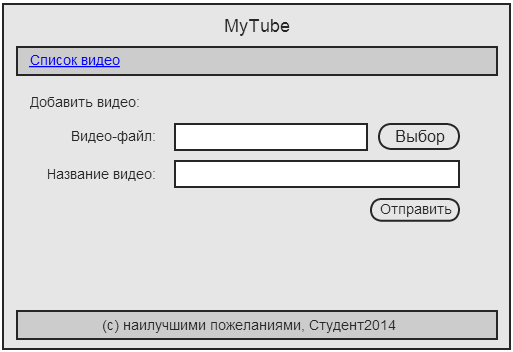 MyTube
Список видео
Добавить видео:
Видео-файл:
Выбор
Название видео:
Отправить
(с) наилучшими пожеланиями, Студент2014